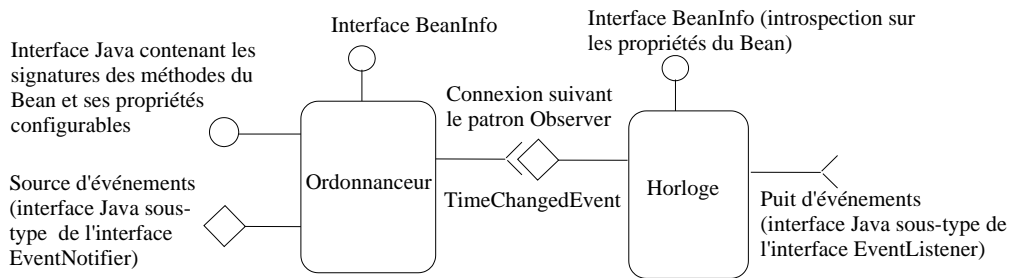 Interface Java contenant les
signatures des méthodes du
Bean et ses propriétés
configurables
Source d'événements
(interface Java sous-
type de l'interface
EventNotifier)
Interface BeanInfo
Ordonnanceur
Connexion suivant
le patron Observer
TimeChangedEvent
Interface BeanInfo (introspection sur
les propriétés du Bean)
Horloge
Puit d'événements
(interface Java sous-type de
l'interface EventListener)